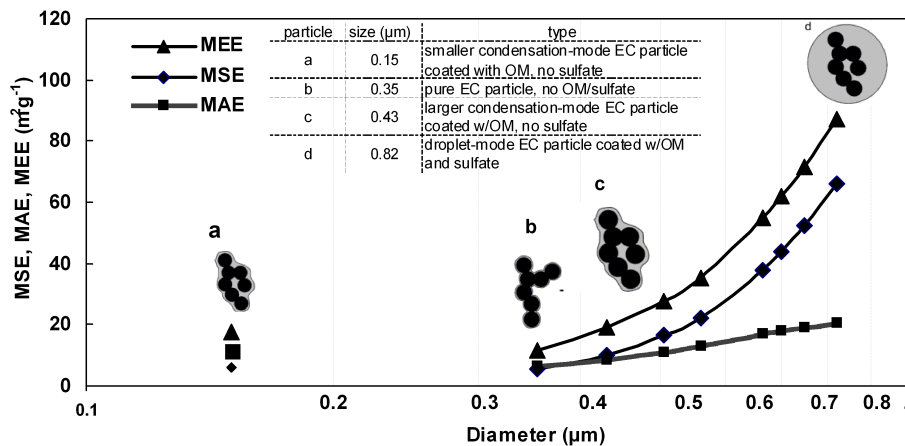 MSE, MAE, MEE (m²g⁻¹)
120
100
80
60
40
20
0
MEE
MSE
MAE
particle size (µm) type
a 0.15 smaller condensation-mode EC particle
coated with OM, no sulfate
b 0.35 pure EC particle, no OM/sulfate
c 0.43 larger condensation-mode EC particle
coated w/OM, no sulfate
d 0.82 droplet-mode EC particle coated w/OM
and sulfate
a
b
c
d
0.1 0.2 0.3 0.4 0.5 0.6 0.7 0.8
Diameter (µm)